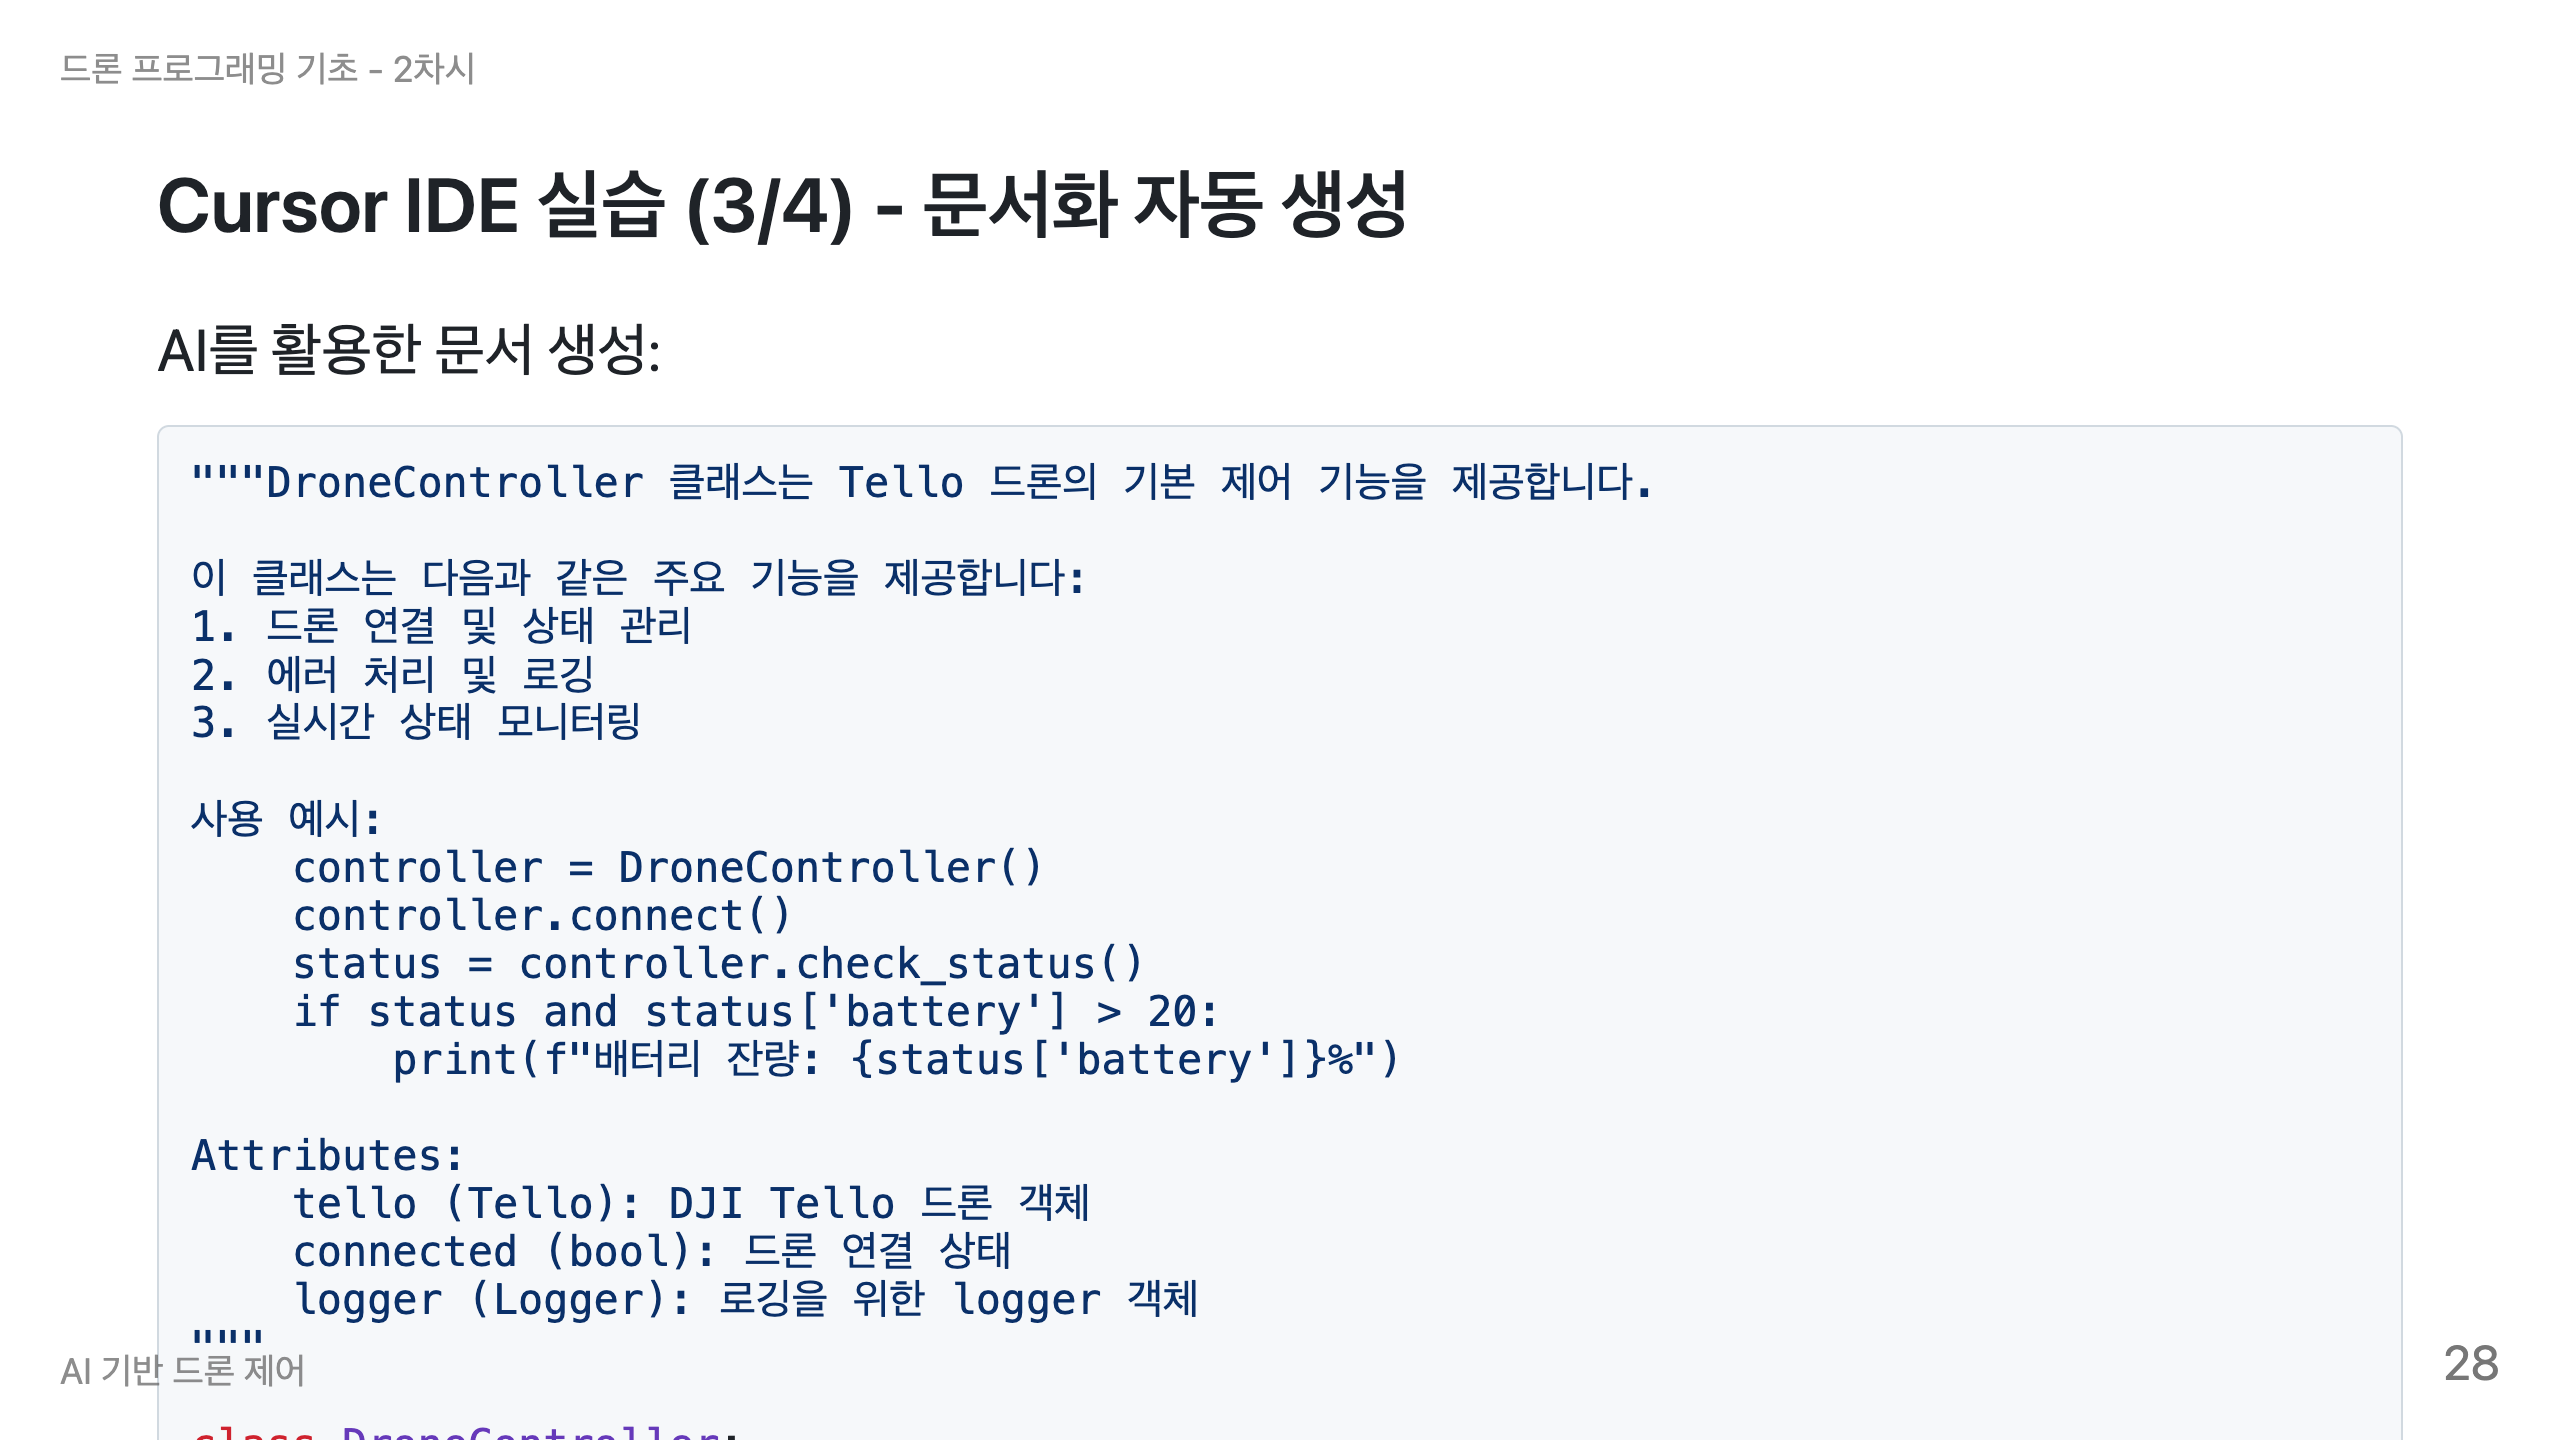 드론 프로그래밍 기초 - 2차시
Cursor IDE 실습 (3/4) - 문서화 자동 생성
AI를 활용한 문서 생성:
"""DroneController 클래스는 Tello 드론의 기본 제어 기능을 제공합니다.
이 클래스는 다음과 같은 주요 기능을 제공합니다:
1. 드론 연결 및 상태 관리
2. 에러 처리 및 로깅
3. 실시간 상태 모니터링
사용 예시:
    controller = DroneController()
    controller.connect()
    status = controller.check_status()
    if status and status['battery'] > 20:
        print(f"배터리 잔량: {status['battery']}%")
Attributes:
    tello (Tello): DJI Tello 드론 객체
    connected (bool): 드론 연결 상태
    logger (Logger): 로깅을 위한 logger 객체
"""
class DroneController:
AI 기반 드론 제어
28